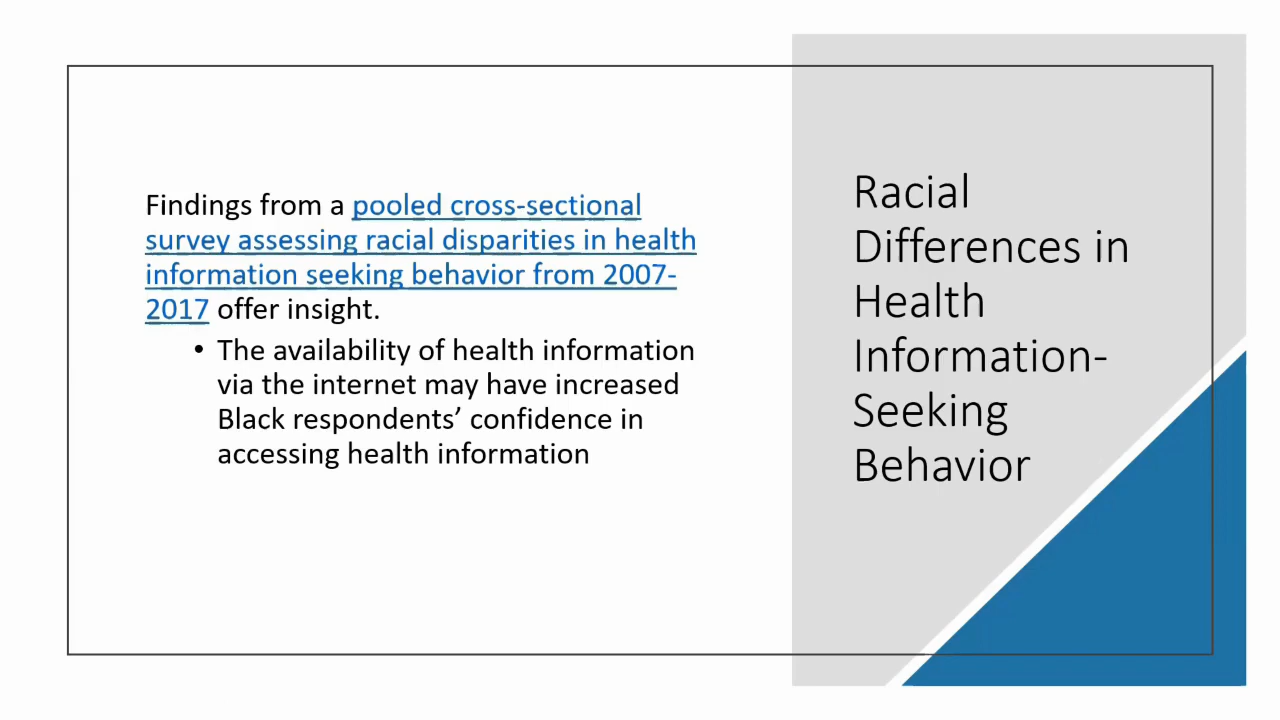 Findings from a pooled cross-sectional
survey assessing racial disparities in health
information seeking behavior from 2007-
2017 offer insight.
• The availability of health information
via the internet may have increased
Black respondents’ confidence in
accessing health information
Racial
Differences in
Health
Information-
Seeking
Behavior